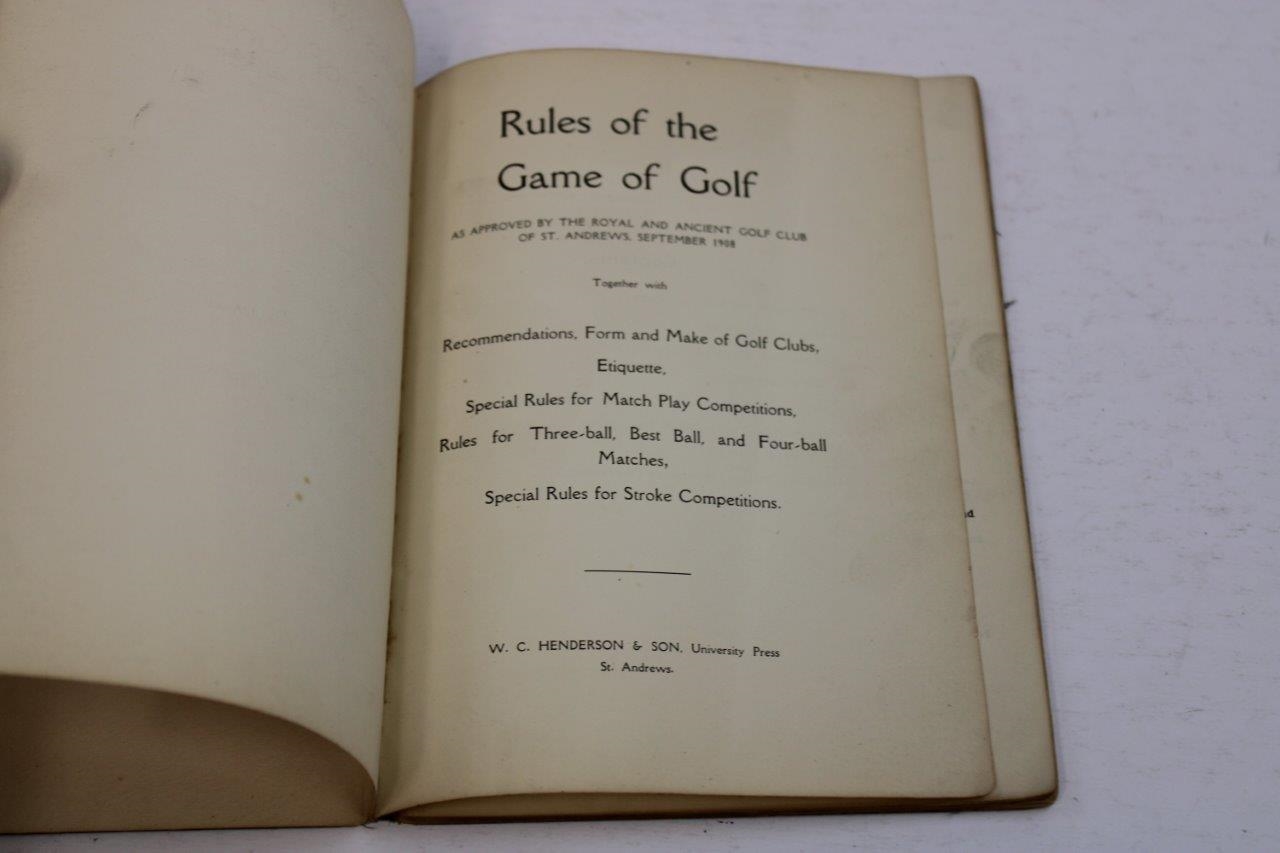 Rules of the
Game of Golf
AS APPROVED BY THE ROYAL AND ANCIENT GOLF CLUB
OF ST. ANDREWS, SEPTEMBER 1908
Together with
Recommendations, Form and Make of Golf Clubs,
Etiquette,
Special Rules for Match Play Competitions,
Rules for Three-ball, Best Ball, and Four-ball
Matches,
Special Rules for Stroke Competitions.
W. C. HENDERSON & SON, University Press
St. Andrews.